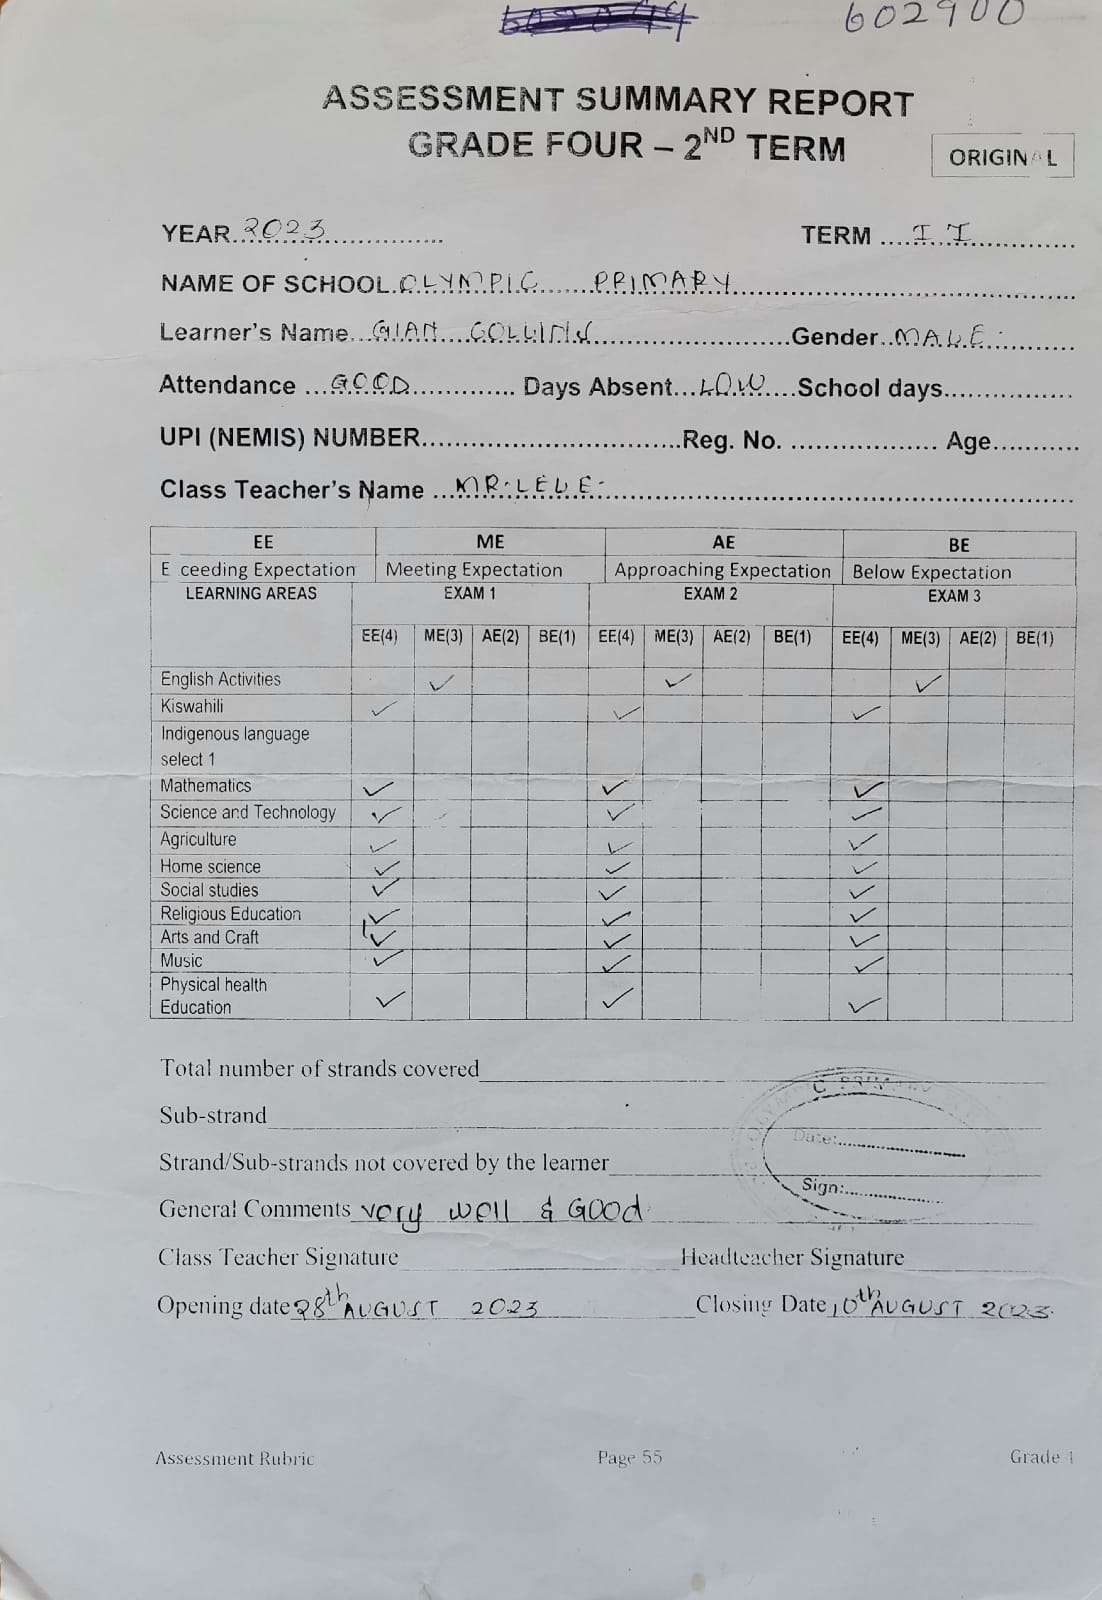 602900
ASSESSMENT SUMMARY REPORT
GRADE FOUR – 2ND TERM
ORIGINAL
YEAR 2023 TERM II
NAME OF SCHOOL OLYMPIC PRIMARY
Learner's Name GIAN COLLINS Gender MALE
Attendance GOOD Days Absent LOW School days
UPI (NEMIS) NUMBER Reg. No. Age
Class Teacher's Name MR. LELE
EE ME AE BE
E ceeding Expectation Meeting Expectation Approaching Expectation Below Expectation
LEARNING AREAS EXAM 1 EXAM 2 EXAM 3
EE(4) ME(3) AE(2) BE(1) EE(4) ME(3) AE(2) BE(1) EE(4) ME(3) AE(2) BE(1)
English Activities ✓ ✓ ✓
Kiswahili ✓ ✓ ✓
Indigenous language
select 1
Mathematics ✓ ✓ ✓
Science and Technology ✓ ✓ ✓
Agriculture ✓ ✓ ✓
Home science ✓ ✓ ✓
Social studies ✓ ✓ ✓
Religious Education ✓ ✓ ✓
Arts and Craft ✓ ✓ ✓
Music ✓ ✓ ✓
Physical health
Education ✓ ✓ ✓
Total number of strands covered
OLYMPIC PRIMARY
Sub-strand
Date:
Strand/Sub-strands not covered by the learner
Sign:
General Comments very well & GOOD
Class Teacher Signature Headteacher Signature
Opening date 28th AUGUST 2023 Closing Date 10th AUGUST 2023
Assessment Rubric Page 55 Grade 4